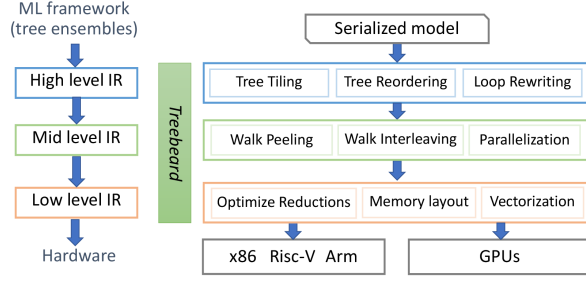 ML framework
(tree ensembles)
High level IR
Mid level IR
Low level IR
Hardware
Treebeard
Serialized model
Tree Tiling
Tree Reordering
Loop Rewriting
Walk Peeling
Walk Interleaving
Parallelization
Optimize Reductions
Memory layout
Vectorization
x86 Risc-V Arm
GPUs